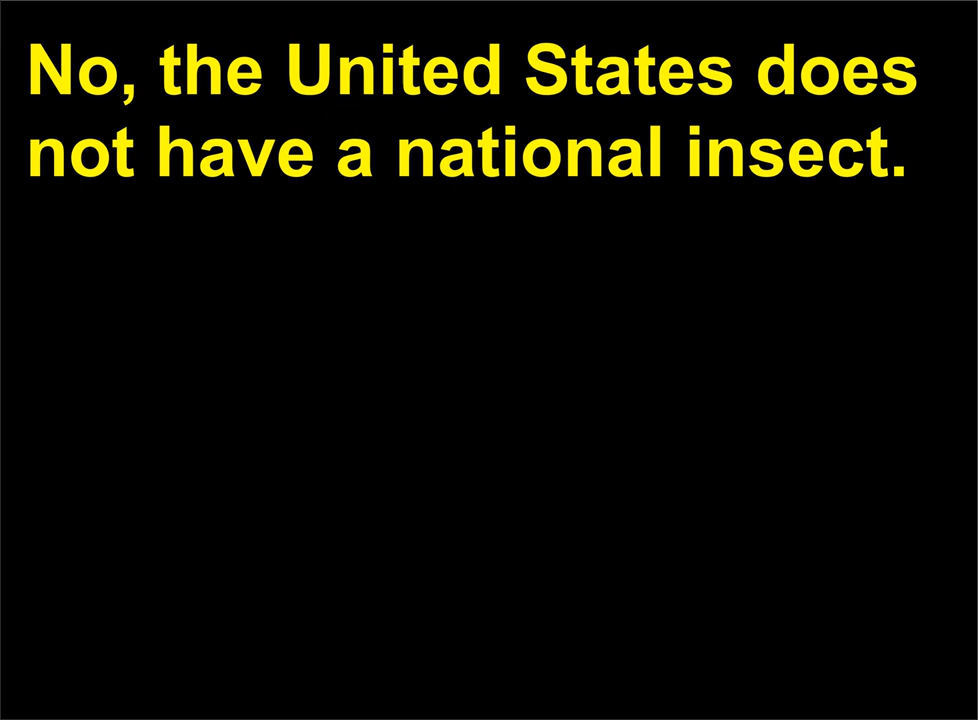 No, the United States does
not have a national insect.